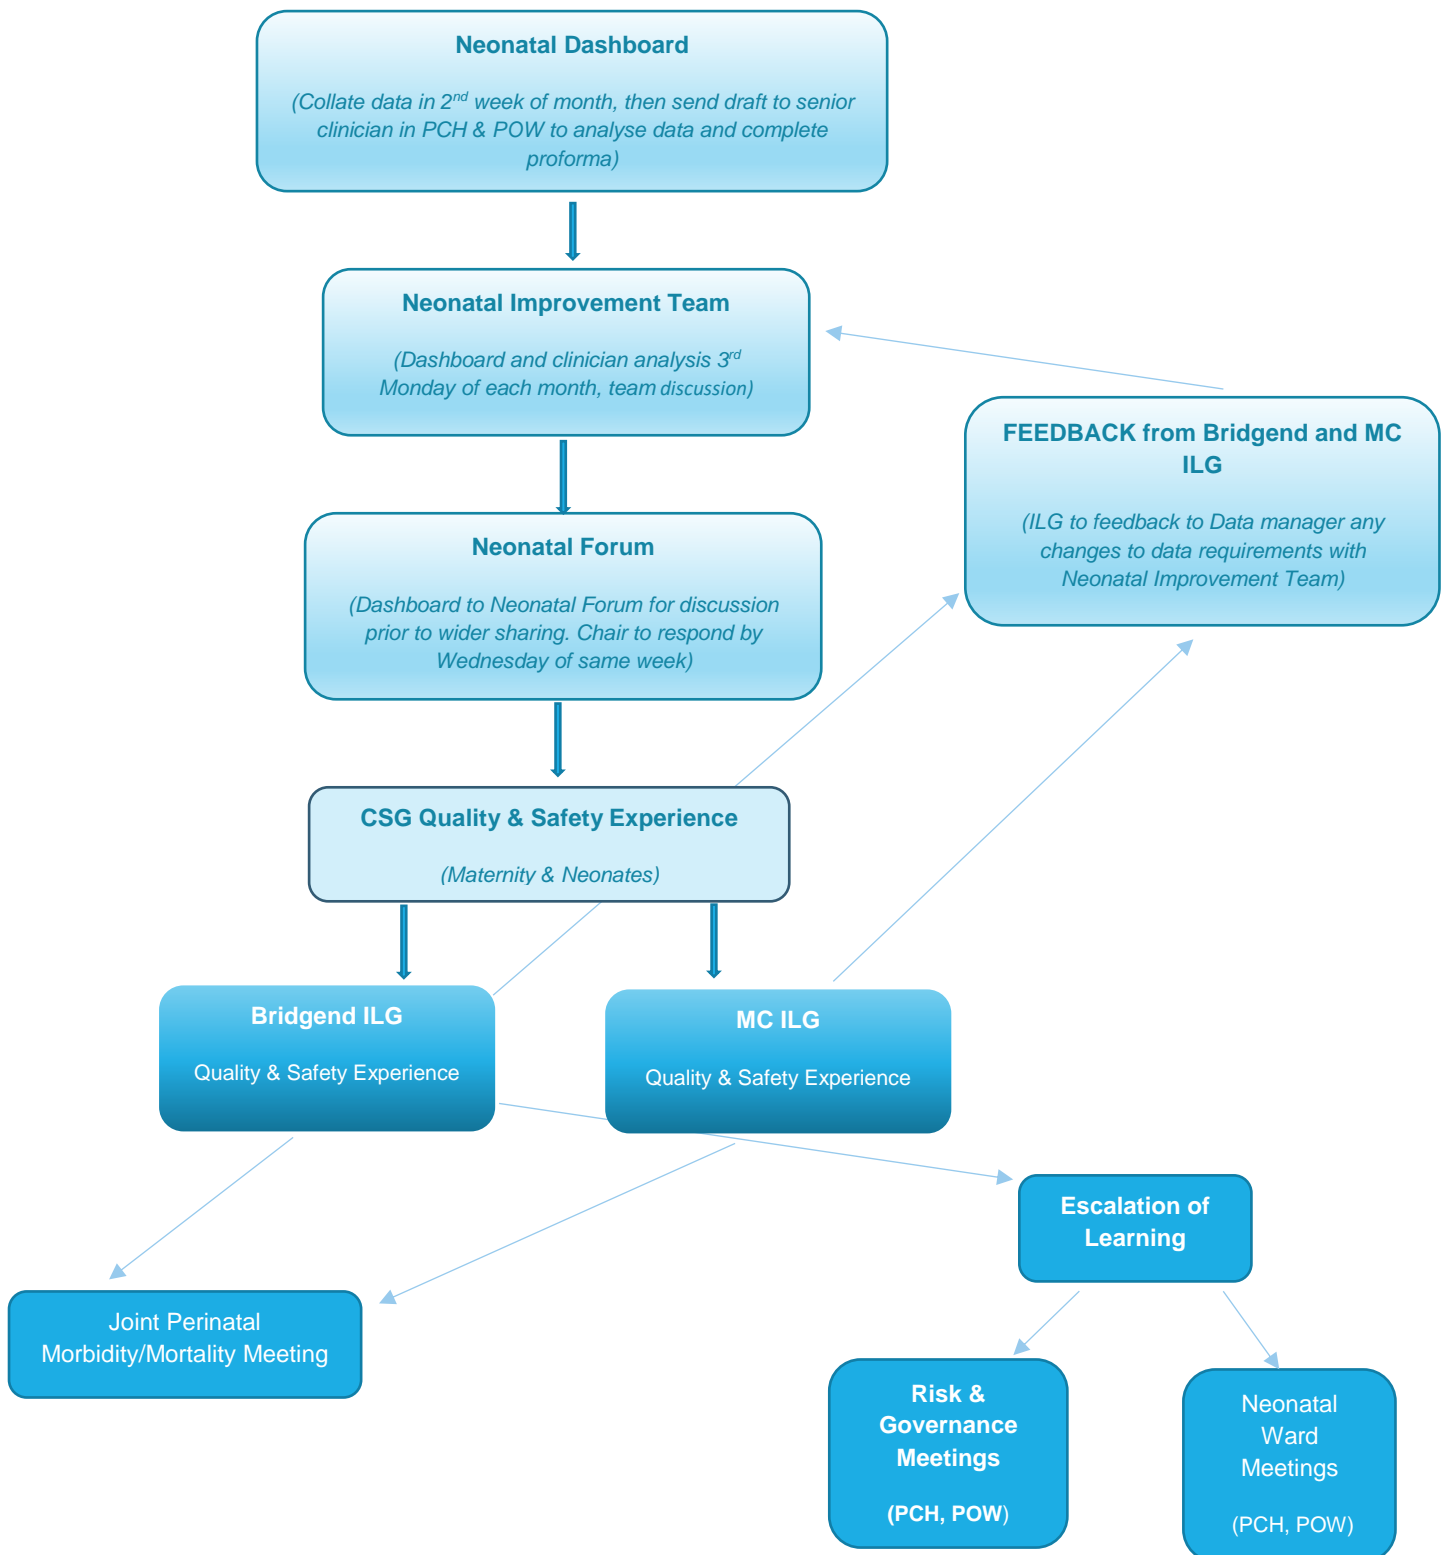 Neonatal Dashboard
(Collate data in 2nd week of month, then send draft to senior
clinician in PCH & POW to analyse data and complete
proforma)
Neonatal Improvement Team
(Dashboard and clinician analysis 3rd
Monday of each month, team discussion)
FEEDBACK from Bridgend and MC
ILG
(ILG to feedback to Data manager any
changes to data requirements with
Neonatal Improvement Team)
Neonatal Forum
(Dashboard to Neonatal Forum for discussion
prior to wider sharing. Chair to respond by
Wednesday of same week)
CSG Quality & Safety Experience
(Maternity & Neonates)
Bridgend ILG
Quality & Safety Experience
MC ILG
Quality & Safety Experience
Escalation of
Learning
Joint Perinatal
Morbidity/Mortality Meeting
Risk &
Governance
Meetings
(PCH, POW)
Neonatal
Ward
Meetings
(PCH, POW)